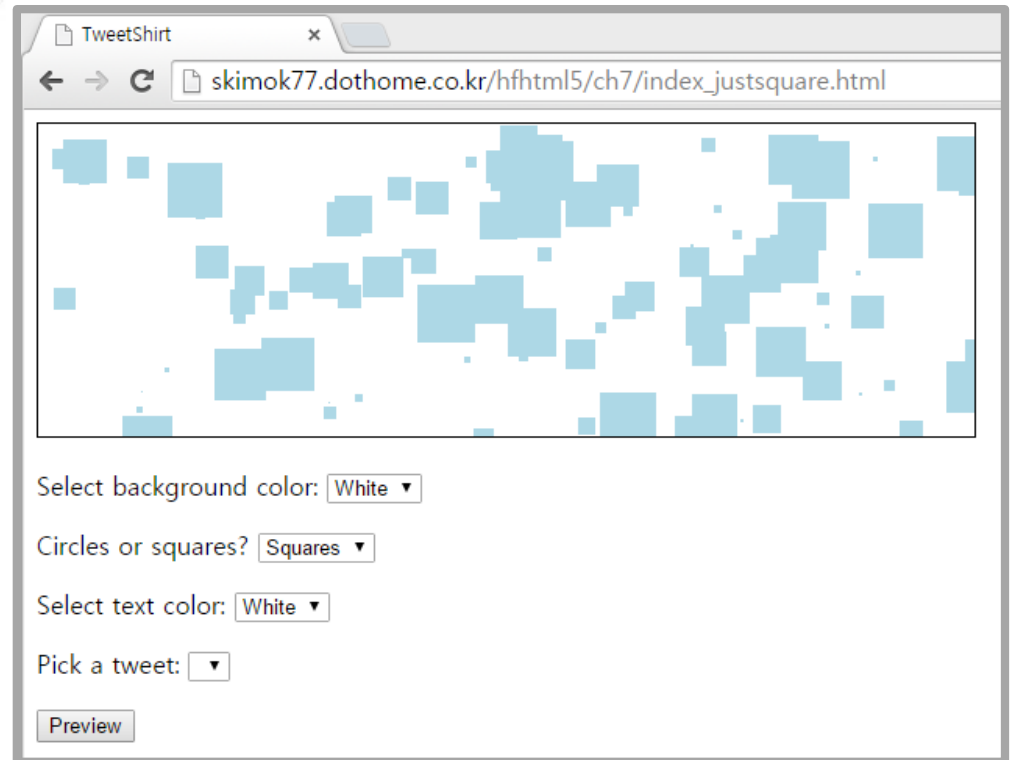 TweetShirt ×
skimok77.dothome.co.kr/hfhtml5/ch7/index_justsquare.html
Select background color: White ▼
Circles or squares? Squares ▼
Select text color: White ▼
Pick a tweet: ▼
Preview